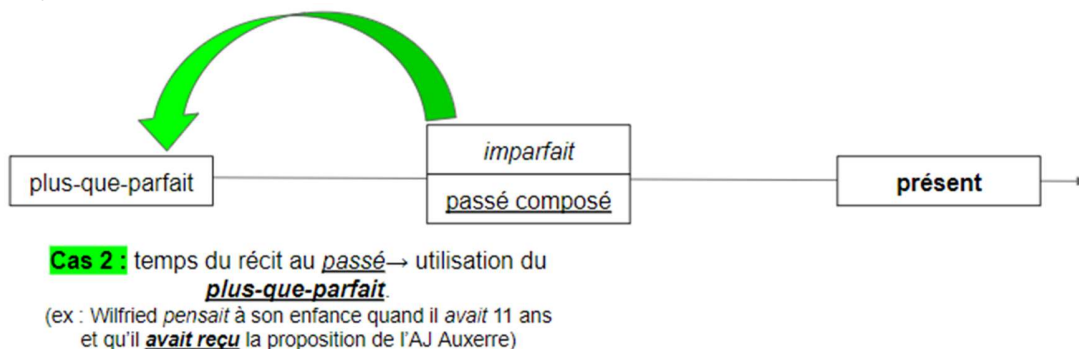 imparfait
plus-que-parfait
présent
passé composé
Cas 2 : temps du récit au passé→ utilisation du
plus-que-parfait.
(ex : Wilfried pensait à son enfance quand il avait 11 ans
et qu'il avait reçu la proposition de l'AJ Auxerre)